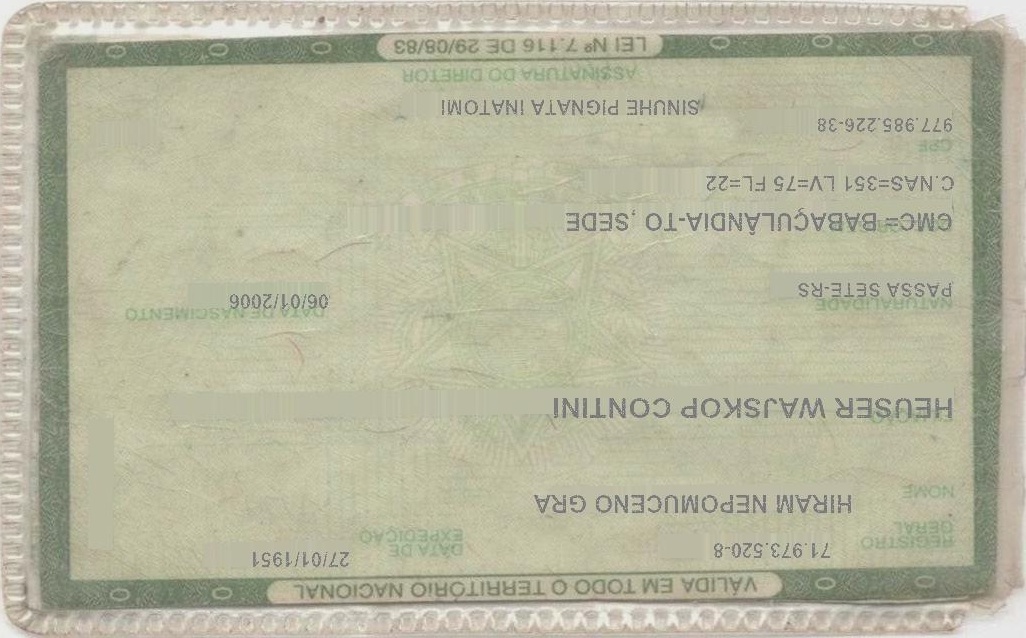 VÁLIDA EM TODO O TERRITÓRIO NACIONAL
REGISTRO GERAL 71.973.520-8 DATA DE EXPEDIÇÃO 27/01/1951
NOME HIRAM NEPOMUCENO GRA
FILIAÇÃO
HEUSER WAJSKOP CONTINI
NATURALIDADE DATA DE NASCIMENTO
PASSA SETE-RS 06/01/2006
DOC ORIGEM
CMC= BABAÇULÂNDIA-TO ,SEDE
C.NAS=351 LV=75 FL=22
CPF
977.985.226-38
SINUHE PIGNATA INATOMI
ASSINATURA DO DIRETOR
LEI Nº 7.116 DE 29/08/83